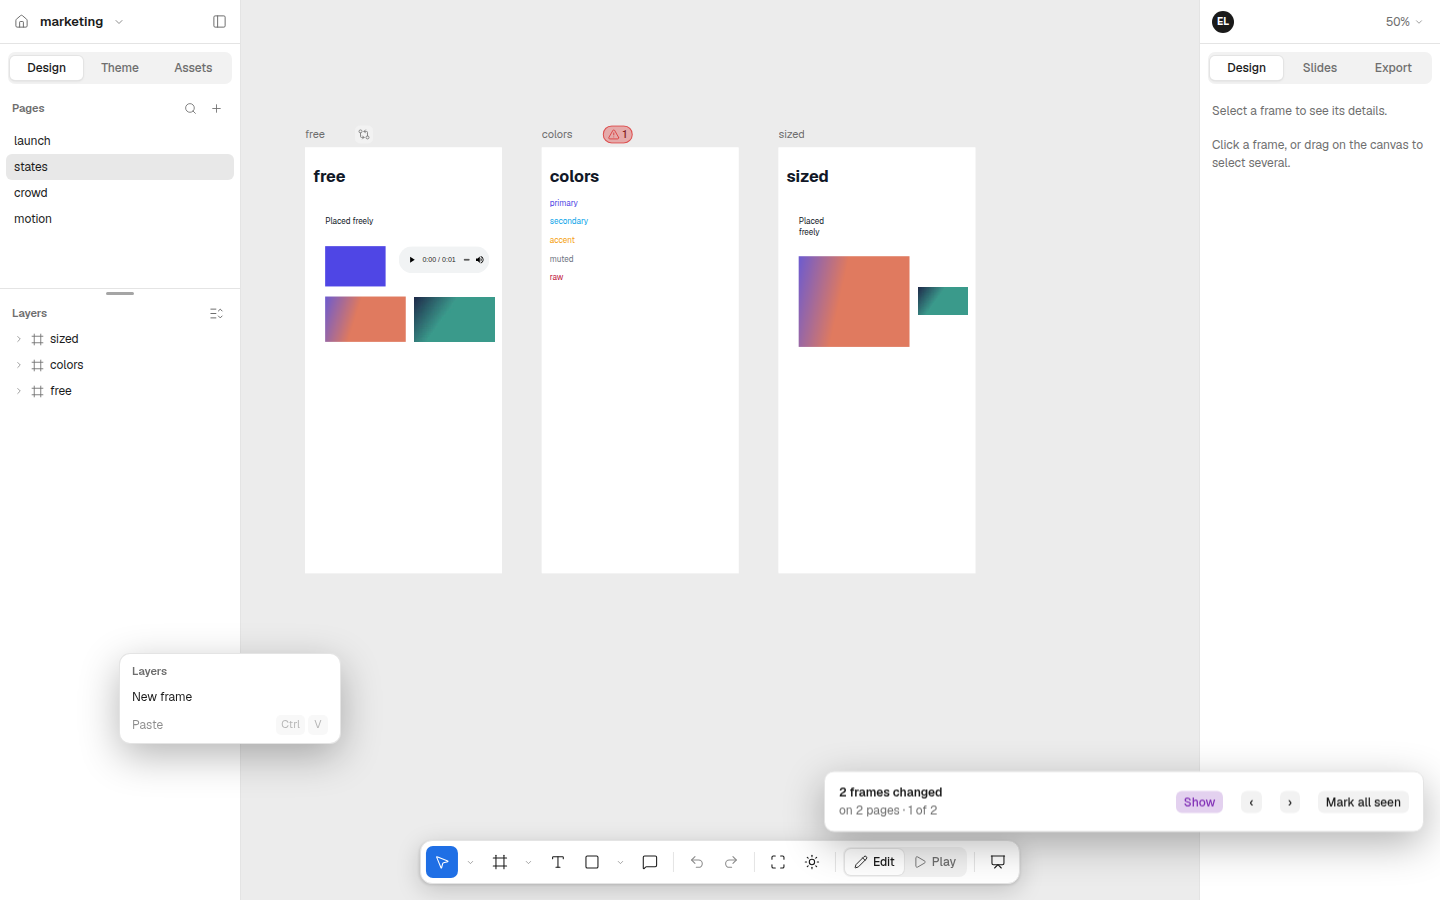 marketing
Design
Theme
Assets
Pages
launch
states
crowd
motion
Layers
sized
colors
free
free
free
Placed freely
0:00 / 0:01
colors
1
colors
primary
secondary
accent
muted
raw
sized
sized
Placed
freely
EL
50%
Design
Slides
Export
Select a frame to see its details.
Click a frame, or drag on the canvas to
select several.
Layers
New frame
Paste
Ctrl
V
2 frames changed
on 2 pages · 1 of 2
Show
‹
›
Mark all seen
Edit
Play